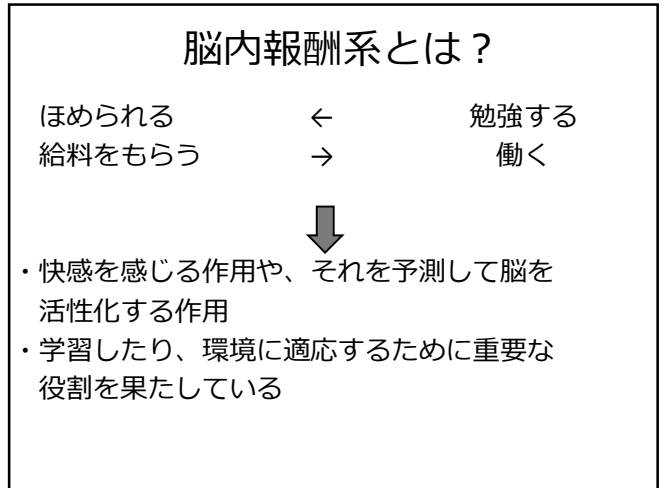 脳内報酬系とは？
ほめられる ← 勉強する
給料をもらう → 働く
・快感を感じる作用や、それを予測して脳を
活性化する作用
・学習したり、環境に適応するために重要な
役割を果たしている